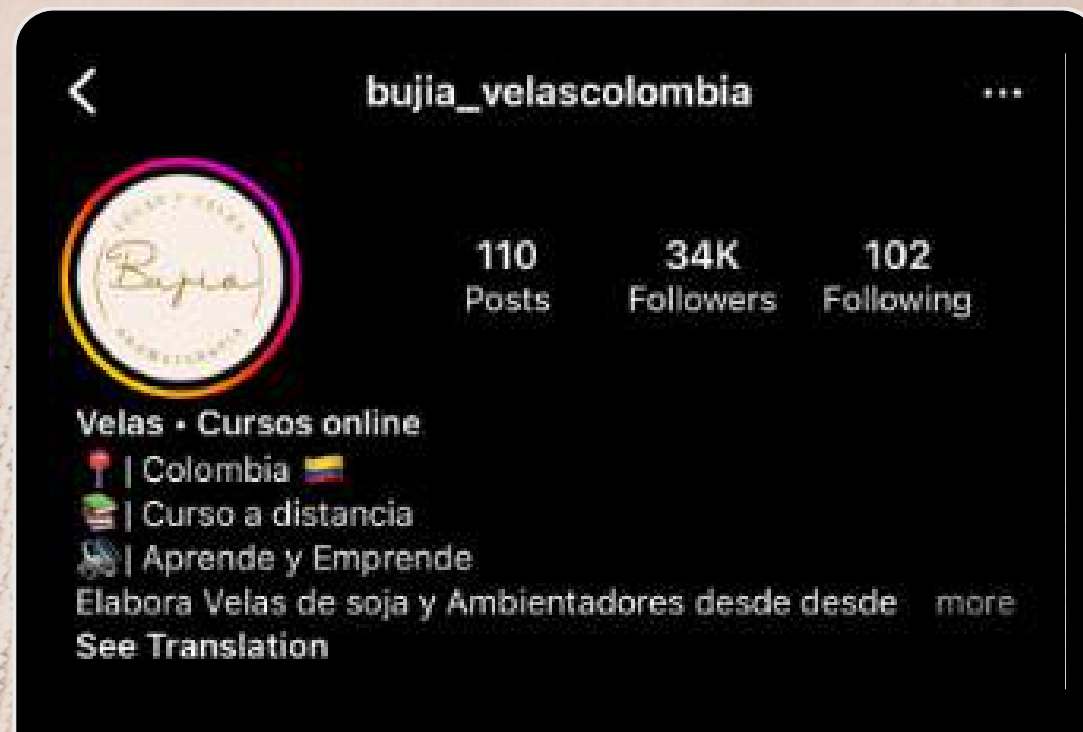 bujia_velascolombia
Bujia
110 34K 102
Posts Followers Following
Velas • Cursos online
| Colombia
| Curso a distancia
| Aprende y Emprende
Elabora Velas de soja y Ambientadores desde desde more
See Translation